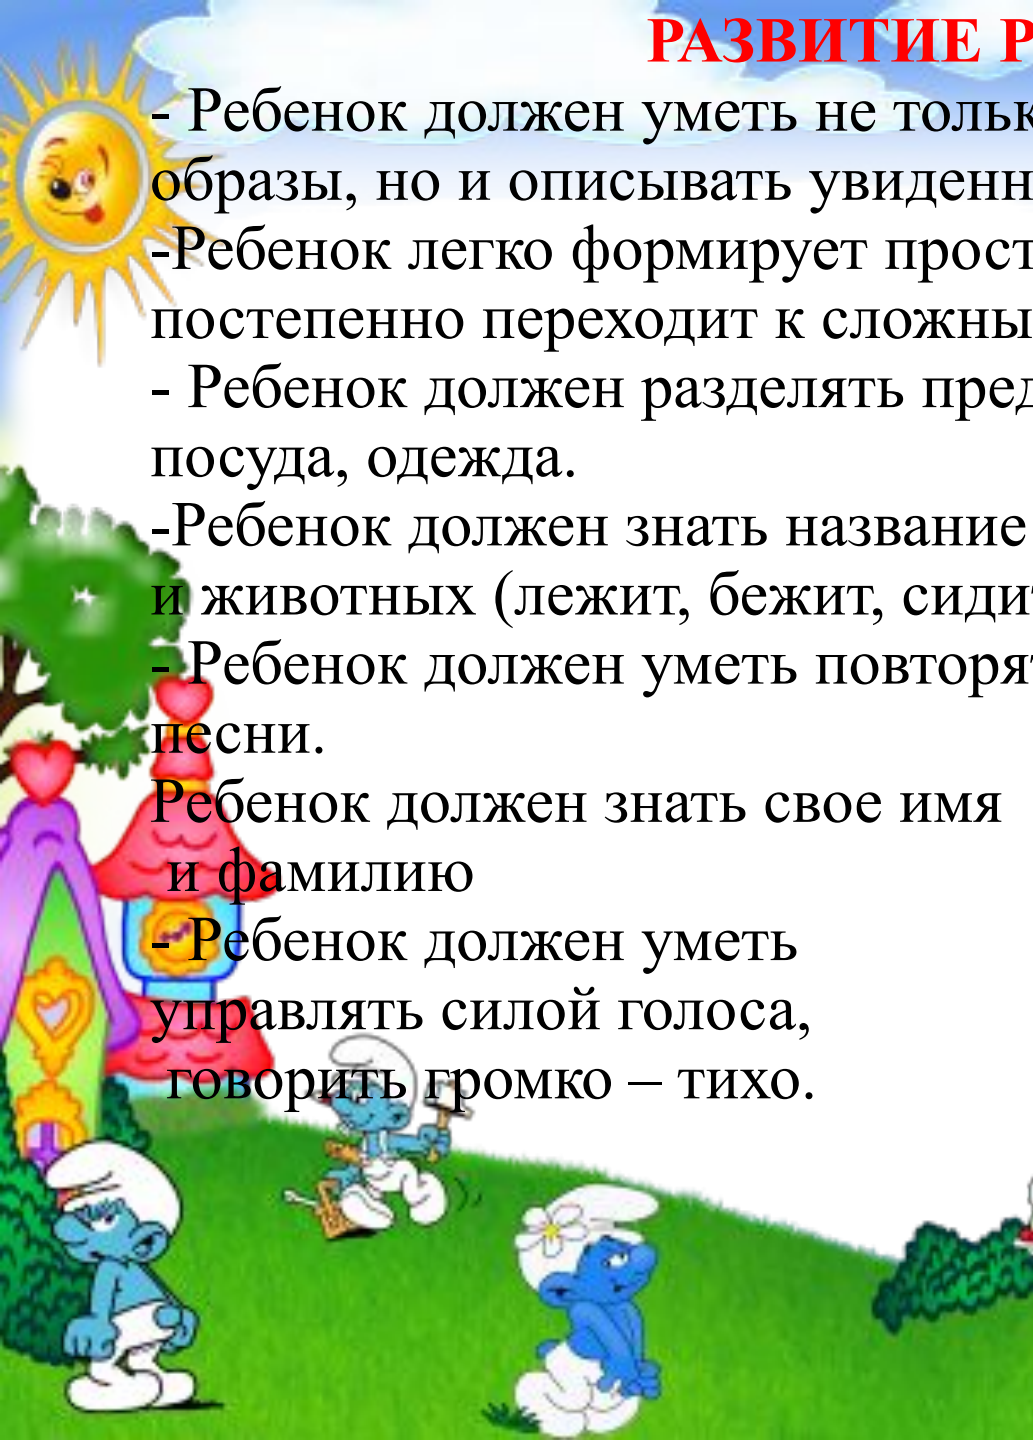 РАЗВИТИЕ Р
- Ребенок должен уметь не тольк
образы, но и описывать увиденн
-Ребенок легко формирует прост
постепенно переходит к сложны
- Ребенок должен разделять пред
посуда, одежда.
-Ребенок должен знать название
и животных (лежит, бежит, сидит
- Ребенок должен уметь повторят
песни.
Ребенок должен знать свое имя
и фамилию
- Ребенок должен уметь
управлять силой голоса,
говорить громко – тихо.